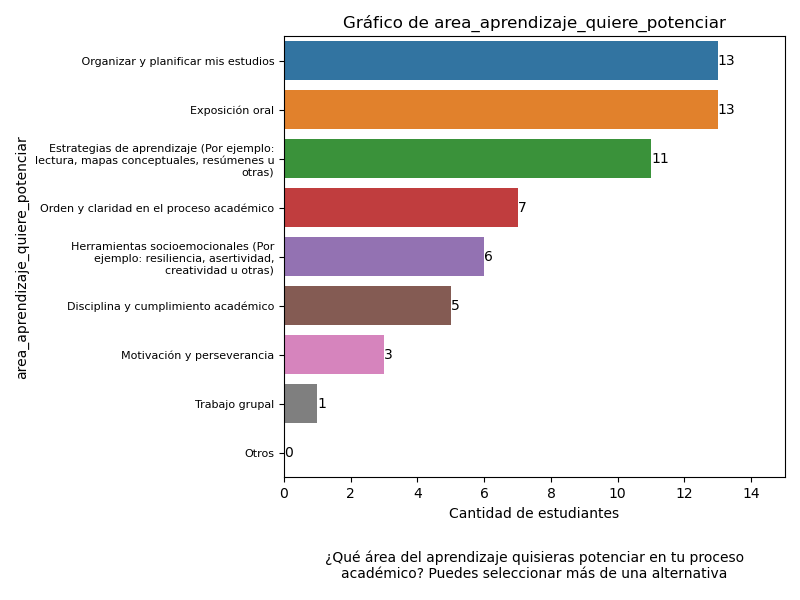 Gráfico de area_aprendizaje_quiere_potenciar
area_aprendizaje_quiere_potenciar
Organizar y planificar mis estudios
13
Exposición oral
13
Estrategias de aprendizaje (Por ejemplo:
lectura, mapas conceptuales, resúmenes u
otras)
11
Orden y claridad en el proceso académico
7
Herramientas socioemocionales (Por
ejemplo: resiliencia, asertividad,
creatividad u otras)
6
Disciplina y cumplimiento académico
5
Motivación y perseverancia
3
Trabajo grupal
1
Otros
0
0 2 4 6 8 10 12 14
Cantidad de estudiantes
¿Qué área del aprendizaje quisieras potenciar en tu proceso
académico? Puedes seleccionar más de una alternativa